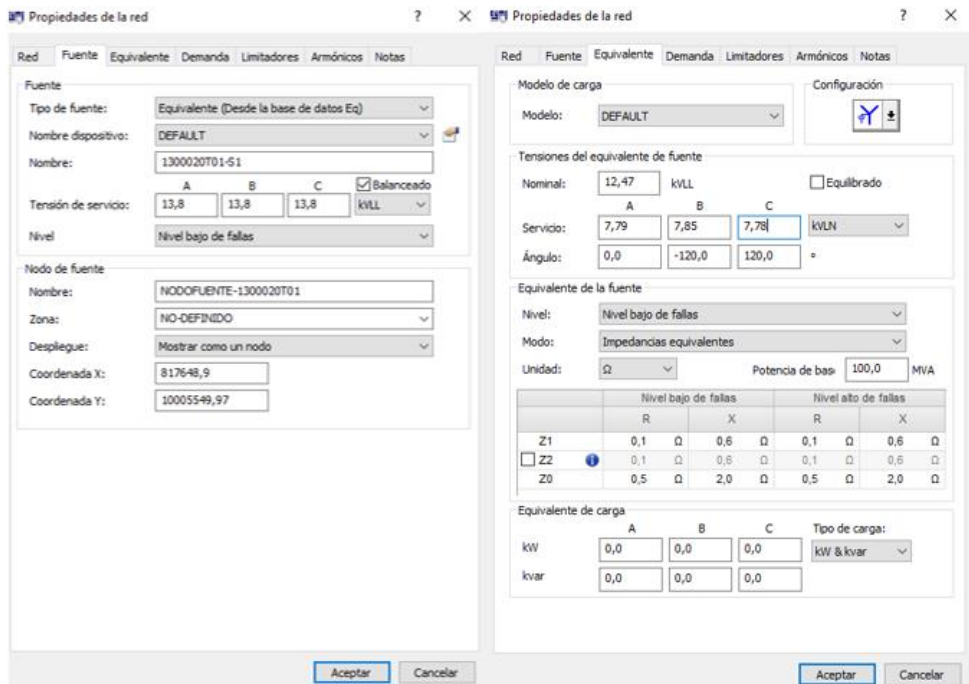 Propiedades de la red ? ×
Red Fuente Equivalente Demanda Limitadores Armónicos Notas
Fuente
Tipo de fuente: Equivalente (Desde la base de datos Eq)
Nombre dispositivo: DEFAULT
Nombre: 1300020T01-S1
A B C Balanceado
Tensión de servicio: 13,8 13,8 13,8 kVLL
Nivel Nivel bajo de fallas
Nodo de fuente
Nombre: NODOFUENTE-1300020T01
Zona: NO-DEFINIDO
Despliegue: Mostrar como un nodo
Coordenada X: 817648,9
Coordenada Y: 10005549,97
Aceptar Cancelar
Propiedades de la red ? ×
Red Fuente Equivalente Demanda Limitadores Armónicos Notas
Modelo de carga
Modelo: DEFAULT
Configuración
Tensiones del equivalente de fuente
Nominal: 12,47 kVLL Equilibrado
A B C
Servicio: 7,79 7,85 7,78 kVLN
Ángulo: 0,0 -120,0 120,0 °
Equivalente de la fuente
Nivel: Nivel bajo de fallas
Modo: Impedancias equivalentes
Unidad: Ω Potencia de bas 100,0 MVA
Nivel bajo de fallas Nivel alto de fallas
R X R X
Z1 0,1 Ω 0,6 Ω 0,1 Ω 0,6 Ω
Z2 0,1 Ω 0,6 Ω 0,1 Ω 0,6 Ω
Z0 0,5 Ω 2,0 Ω 0,5 Ω 2,0 Ω
Equivalente de carga
A B C Tipo de carga:
kW 0,0 0,0 0,0 kW & kvar
kvar 0,0 0,0 0,0
Aceptar Cancelar